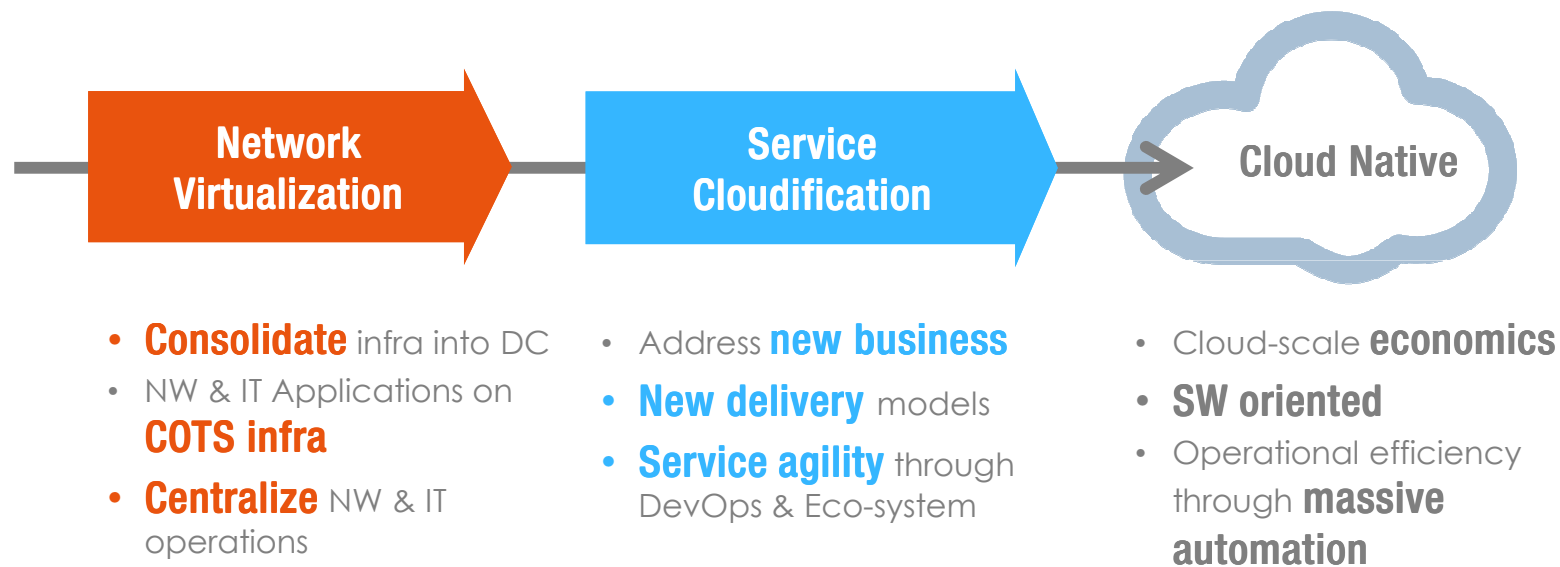 Network
Virtualization
Service
Cloudification
Cloud Native
• Consolidate infra into DC
• NW & IT Applications on
COTS infra
• Centralize NW & IT
operations
• Address new business
• New delivery models
• Service agility through
DevOps & Eco-system
• Cloud-scale economics
• SW oriented
• Operational efficiency
through massive
automation